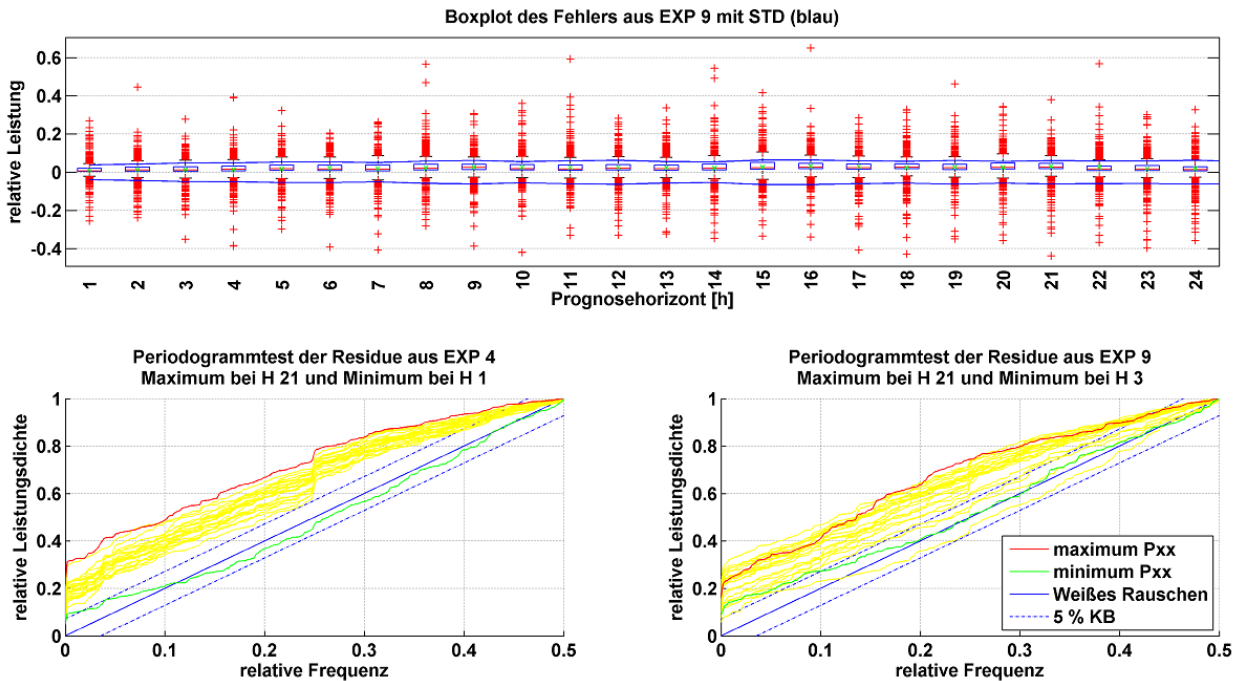 Boxplot des Fehlers aus EXP 9 mit STD (blau)
relative Leistung
0.6
0.4
0.2
0
-0.2
-0.4
1 2 3 4 5 6 7 8 9 10 11 12 13 14 15 16 17 18 19 20 21 22 23 24
Prognosehorizont [h]
Periodogrammtest der Residue aus EXP 4
Maximum bei H 21 und Minimum bei H 1
relative Leistungsdichte
1
0.8
0.6
0.4
0.2
0
0 0.1 0.2 0.3 0.4 0.5
relative Frequenz
Periodogrammtest der Residue aus EXP 9
Maximum bei H 21 und Minimum bei H 3
relative Leistungsdichte
1
0.8
0.6
0.4
0.2
0
0 0.1 0.2 0.3 0.4 0.5
relative Frequenz
maximum Pxx
minimum Pxx
Weißes Rauschen
5 % KB